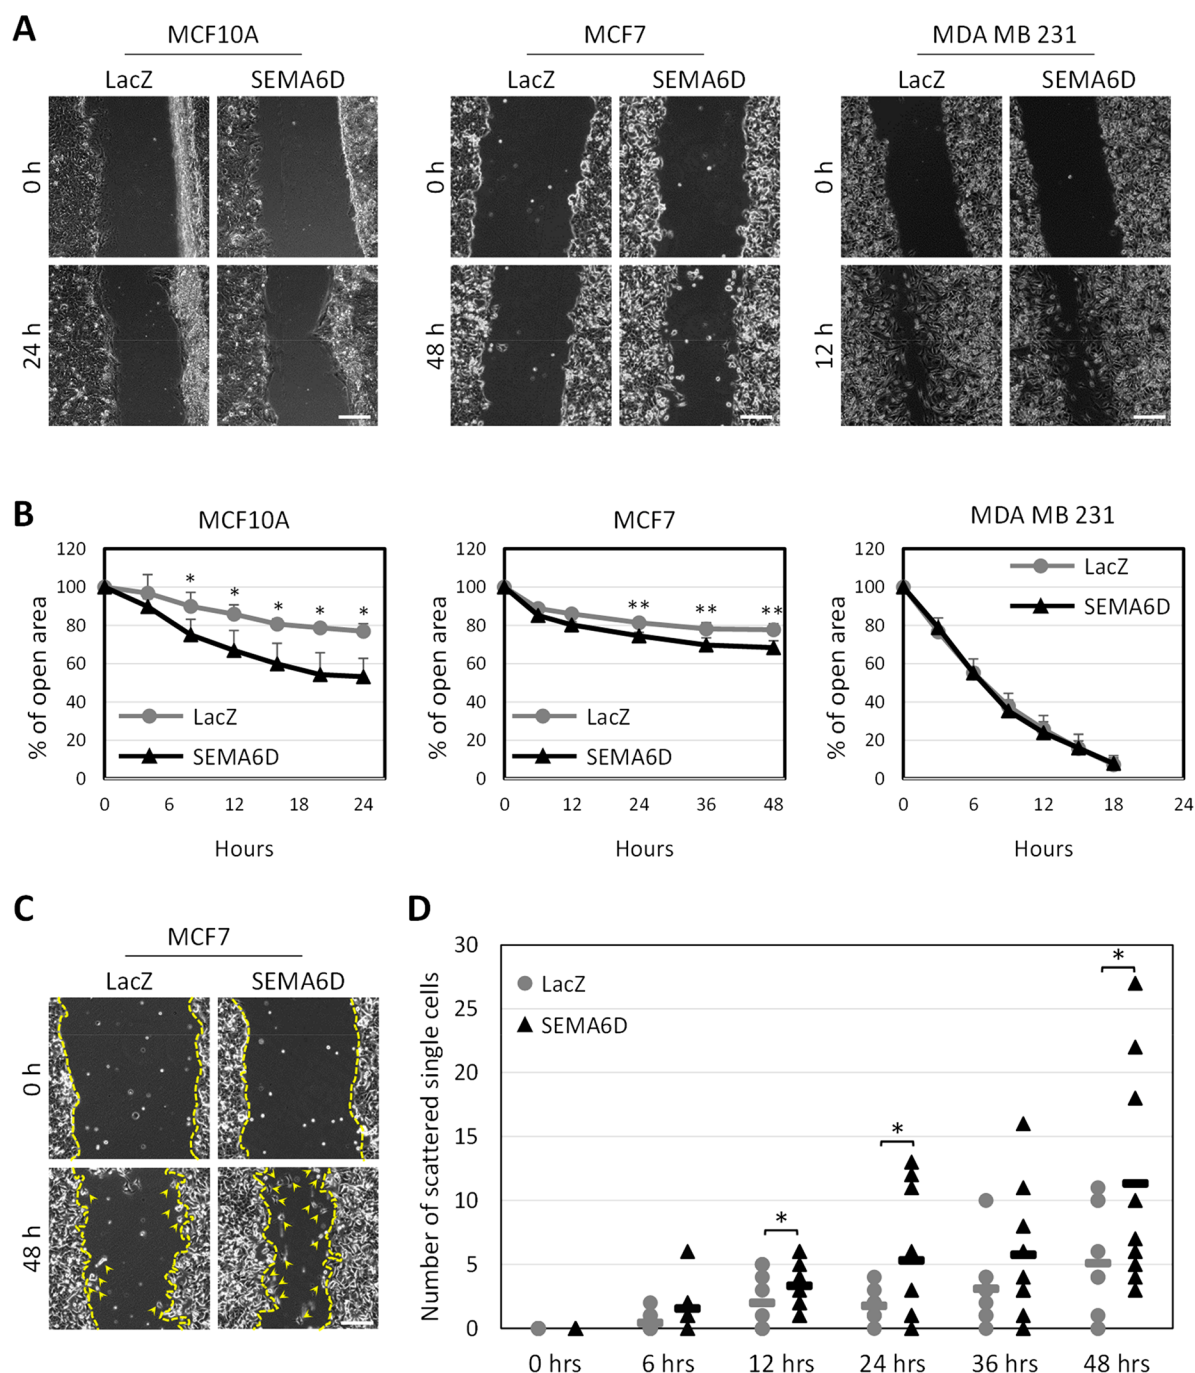 A
MCF10A
MCF7
MDA MB 231
LacZ
SEMA6D
LacZ
SEMA6D
LacZ
SEMA6D
0 h
0 h
0 h
24 h
48 h
12 h
B
MCF10A
MCF7
MDA MB 231
% of open area
120
100
80
60
40
20
0
* * * * *
LacZ
SEMA6D
0 6 12 18 24
Hours
% of open area
120
100
80
60
40
20
0
** ** **
LacZ
SEMA6D
0 12 24 36 48
Hours
% of open area
120
100
80
60
40
20
0
LacZ
SEMA6D
0 6 12 18 24
Hours
C
MCF7
LacZ
SEMA6D
0 h
48 h
D
Number of scattered single cells
30
25
20
15
10
5
0
LacZ
SEMA6D
*
*
*
0 hrs 6 hrs 12 hrs 24 hrs 36 hrs 48 hrs